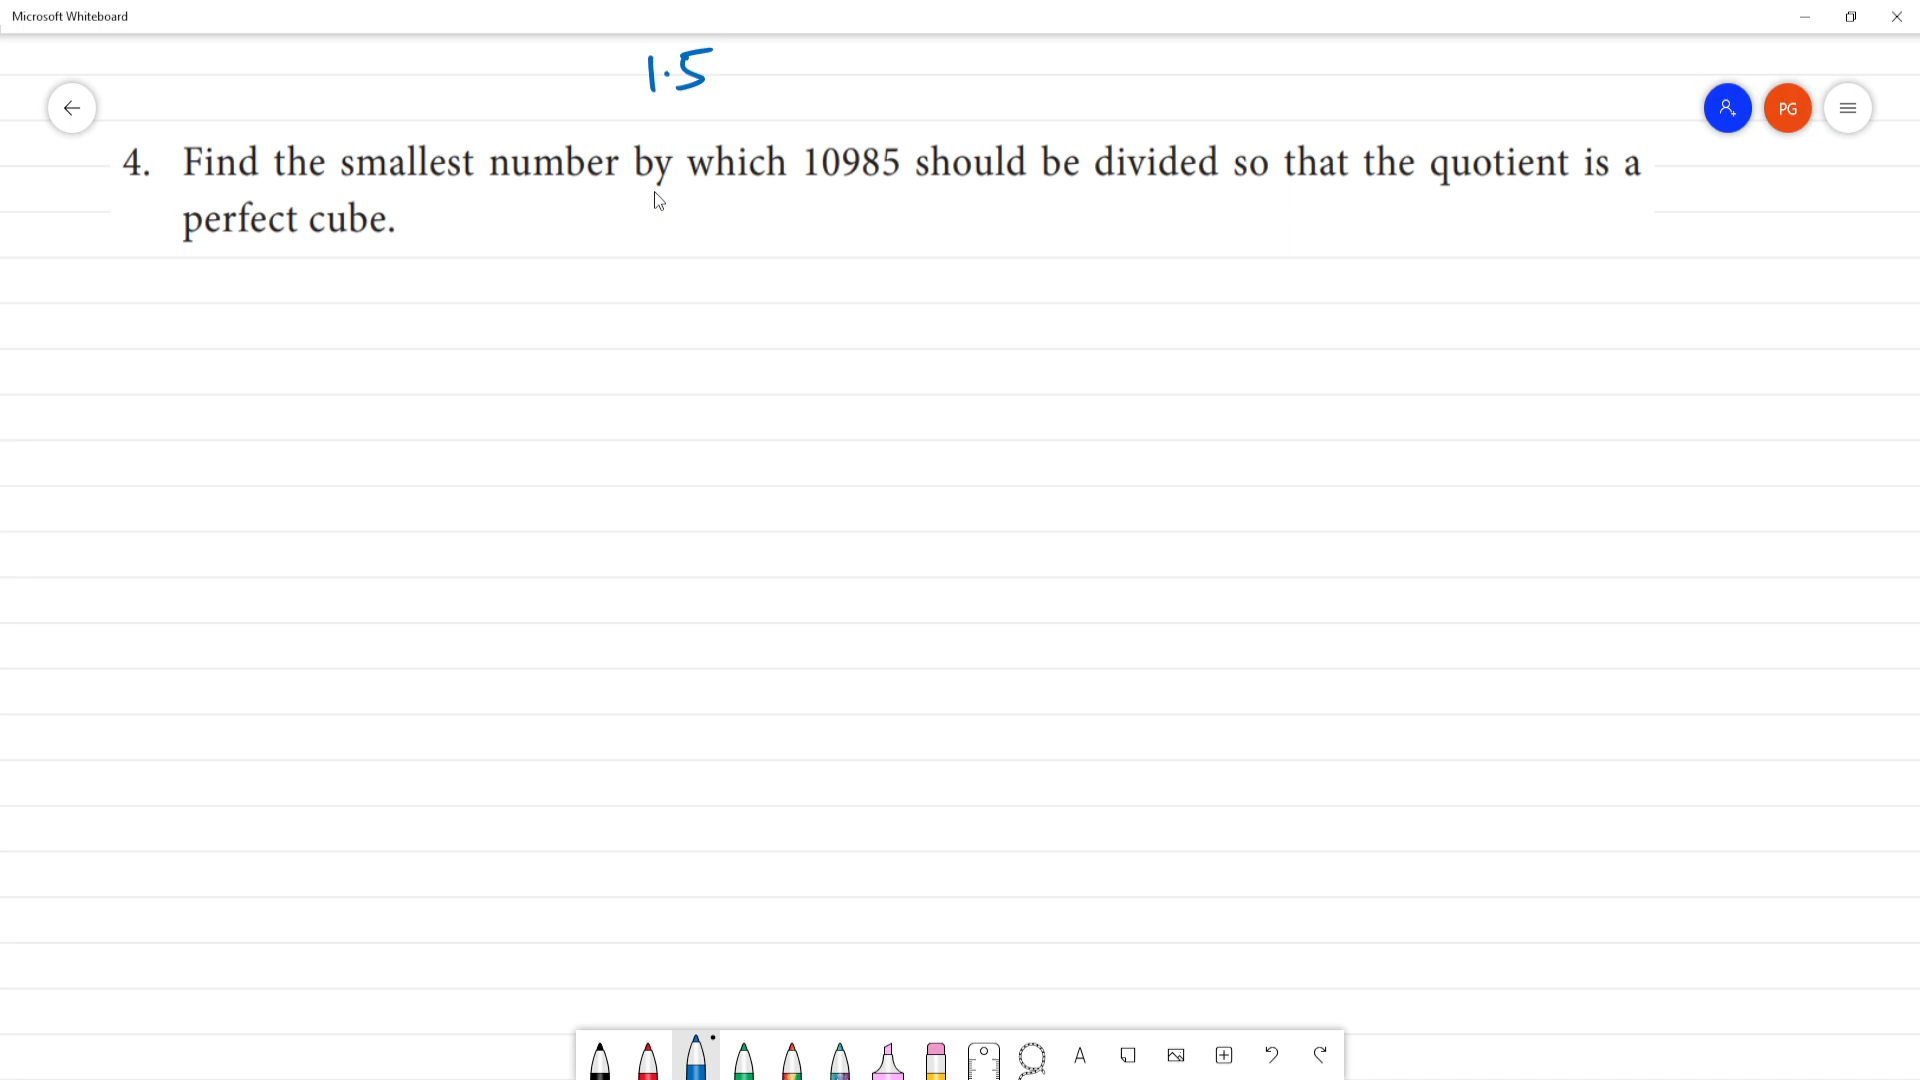 Microsoft Whiteboard
1.5
PG
4. Find the smallest number by which 10985 should be divided so that the quotient is a
perfect cube.
A